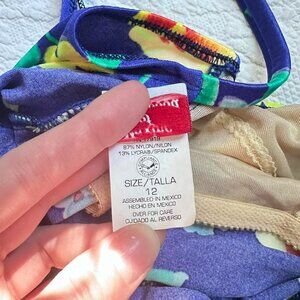 87% NYLON/NILON
13% LYCRA®/SPANDEX
SIZE/TALLA
12
ASSEMBLED IN MEXICO
HECHO EN MEXICO
OVER FOR CARE
CUIDADO AL REVERSO